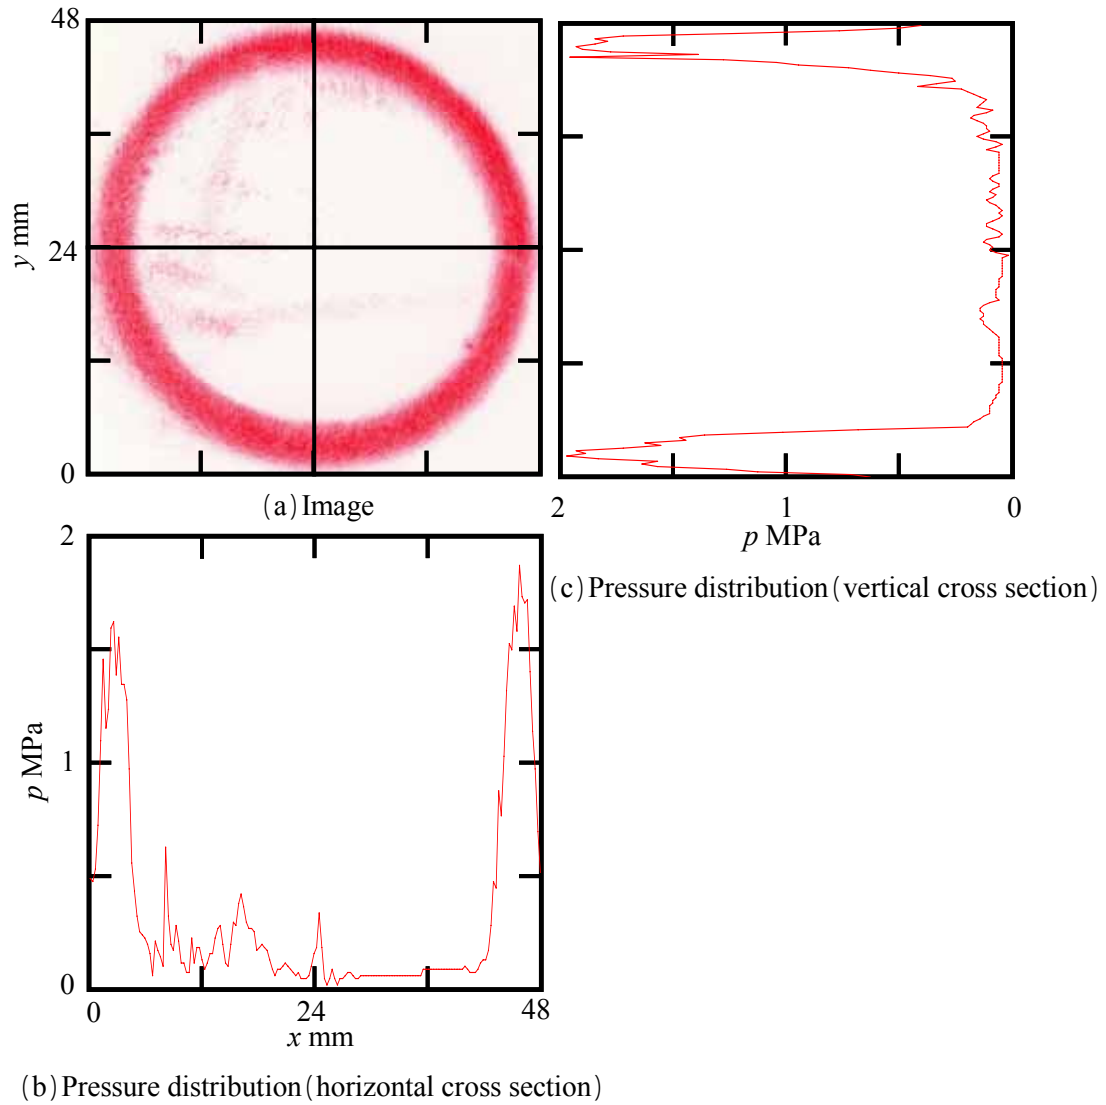 48
y mm
24
0
(a) Image
2 1 0
p MPa
(c) Pressure distribution (vertical cross section)
2
p MPa
1
0
0 24 48
x mm
(b) Pressure distribution (horizontal cross section)